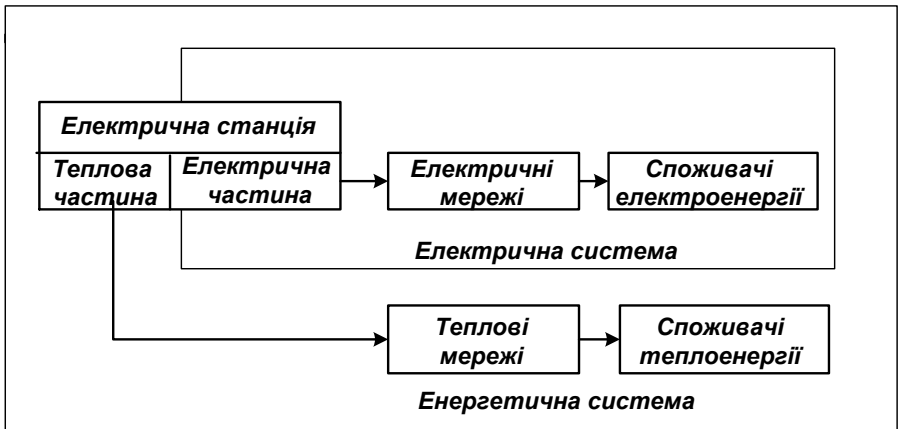 Електрична станція
Теплова
частина
Електрична
частина
Електричні
мережі
Споживачі
електроенергії
Електрична система
Теплові
мережі
Споживачі
теплоенергії
Енергетична система